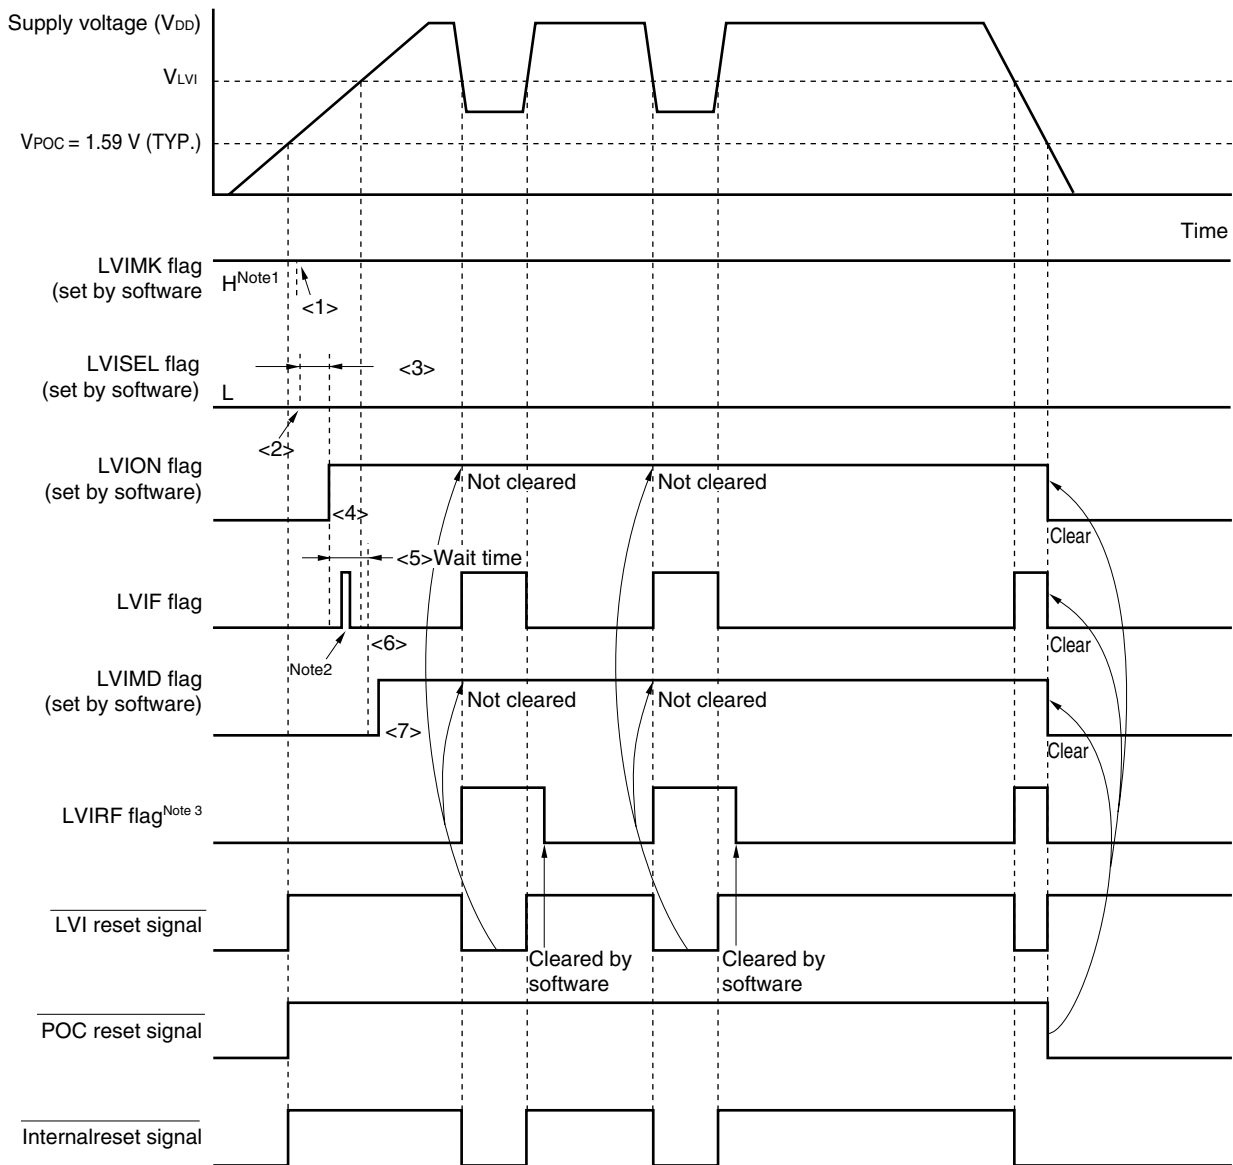 Supply voltage (VDD)
VLVI
VPOC = 1.59 V (TYP.)
Time
LVIMK flag
(set by software
HNote1
<1>
LVISEL flag
(set by software)
L
<3>
<2>
LVION flag
(set by software)
Not cleared
Not cleared
<4>
Clear
<5>Wait time
LVIF flag
<6>
Note2
Clear
LVIMD flag
(set by software)
Not cleared
Not cleared
<7>
Clear
LVIRF flagNote 3
LVI reset signal
Cleared by
software
Cleared by
software
POC reset signal
Internalreset signal